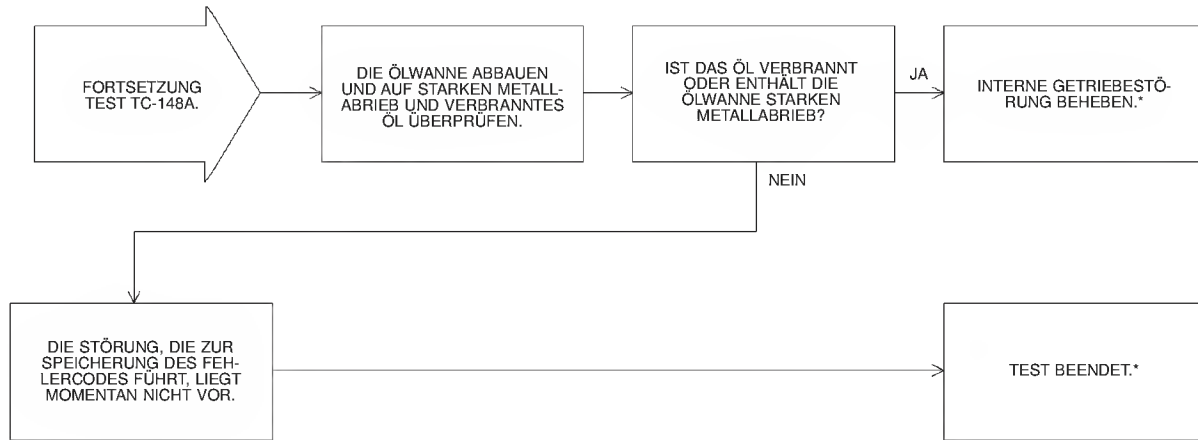 FORTSETZUNG
TEST TC-148A.
DIE ÖLWANNE ABBAUEN
UND AUF STARKEN METALL-
ABRIEB UND VERBRANNTES
ÖL ÜBERPRÜFEN.
IST DAS ÖL VERBRANNT
ODER ENTHÄLT DIE
ÖLWANNE STARKEN
METALLABRIEB?
JA
INTERNE GETRIEBESTÖ-
RUNG BEHEBEN.*
NEIN
DIE STÖRUNG, DIE ZUR
SPEICHERUNG DES FEH-
LERCODES FÜHRT, LIEGT
MOMENTAN NICHT VOR.
TEST BEENDET.*